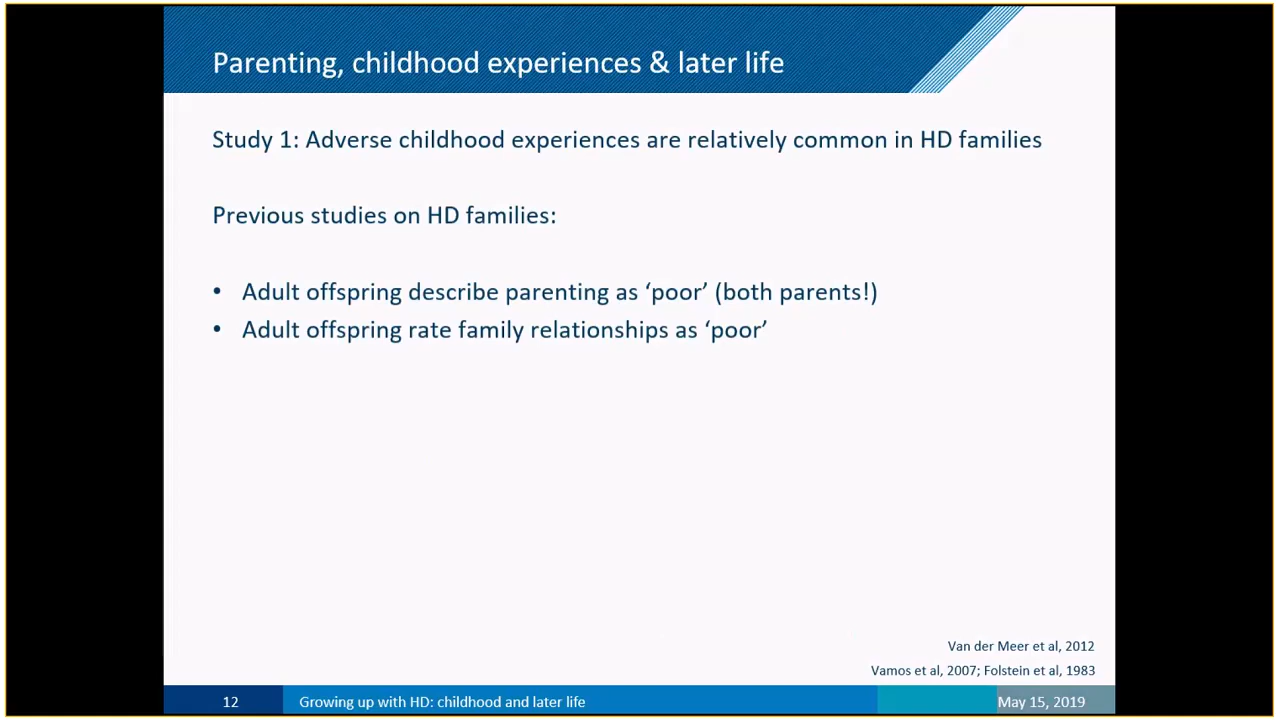 Parenting, childhood experiences & later life
Study 1: Adverse childhood experiences are relatively common in HD families
Previous studies on HD families:
• Adult offspring describe parenting as ‘poor’ (both parents!)
• Adult offspring rate family relationships as ‘poor’
Van der Meer et al, 2012
Vamos et al, 2007; Folstein et al, 1983
12 Growing up with HD: childhood and later life May 15, 2019